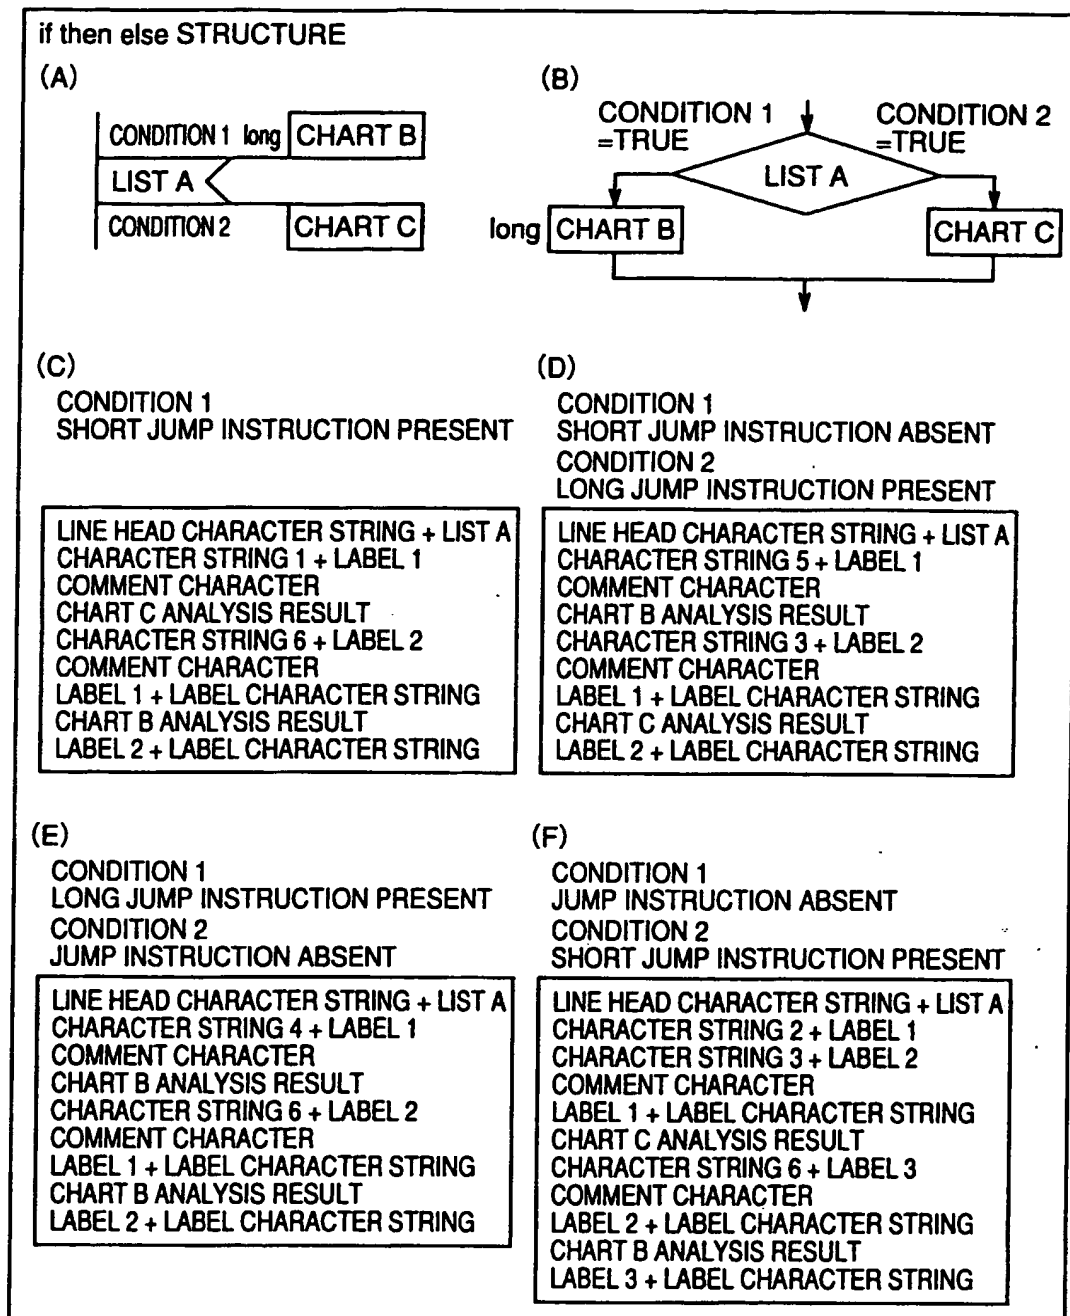 if then else STRUCTURE
(A)
CONDITION 1 long CHART B
LIST A
CONDITION 2 CHART C
(B)
CONDITION 1
=TRUE
CONDITION 2
=TRUE
LIST A
long CHART B
CHART C
(C)
CONDITION 1
SHORT JUMP INSTRUCTION PRESENT
LINE HEAD CHARACTER STRING + LIST A
CHARACTER STRING 1 + LABEL 1
COMMENT CHARACTER
CHART C ANALYSIS RESULT
CHARACTER STRING 6 + LABEL 2
COMMENT CHARACTER
LABEL 1 + LABEL CHARACTER STRING
CHART B ANALYSIS RESULT
LABEL 2 + LABEL CHARACTER STRING
(D)
CONDITION 1
SHORT JUMP INSTRUCTION ABSENT
CONDITION 2
LONG JUMP INSTRUCTION PRESENT
LINE HEAD CHARACTER STRING + LIST A
CHARACTER STRING 5 + LABEL 1
COMMENT CHARACTER
CHART B ANALYSIS RESULT
CHARACTER STRING 3 + LABEL 2
COMMENT CHARACTER
LABEL 1 + LABEL CHARACTER STRING
CHART C ANALYSIS RESULT
LABEL 2 + LABEL CHARACTER STRING
(E)
CONDITION 1
LONG JUMP INSTRUCTION PRESENT
CONDITION 2
JUMP INSTRUCTION ABSENT
LINE HEAD CHARACTER STRING + LIST A
CHARACTER STRING 4 + LABEL 1
COMMENT CHARACTER
CHART B ANALYSIS RESULT
CHARACTER STRING 6 + LABEL 2
COMMENT CHARACTER
LABEL 1 + LABEL CHARACTER STRING
CHART B ANALYSIS RESULT
LABEL 2 + LABEL CHARACTER STRING
(F)
CONDITION 1
JUMP INSTRUCTION ABSENT
CONDITION 2
SHORT JUMP INSTRUCTION PRESENT
LINE HEAD CHARACTER STRING + LIST A
CHARACTER STRING 2 + LABEL 1
CHARACTER STRING 3 + LABEL 2
COMMENT CHARACTER
LABEL 1 + LABEL CHARACTER STRING
CHART C ANALYSIS RESULT
CHARACTER STRING 6 + LABEL 3
COMMENT CHARACTER
LABEL 2 + LABEL CHARACTER STRING
CHART B ANALYSIS RESULT
LABEL 3 + LABEL CHARACTER STRING